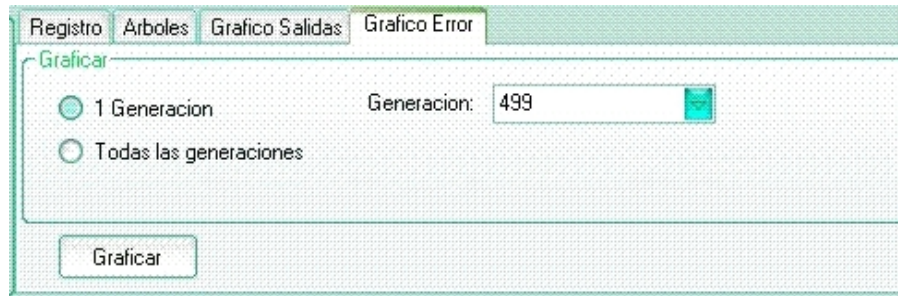 Registro Arboles Grafico Salidas Grafico Error
Graficar
1 Generacion Generacion: 499
Todas las generaciones
Graficar